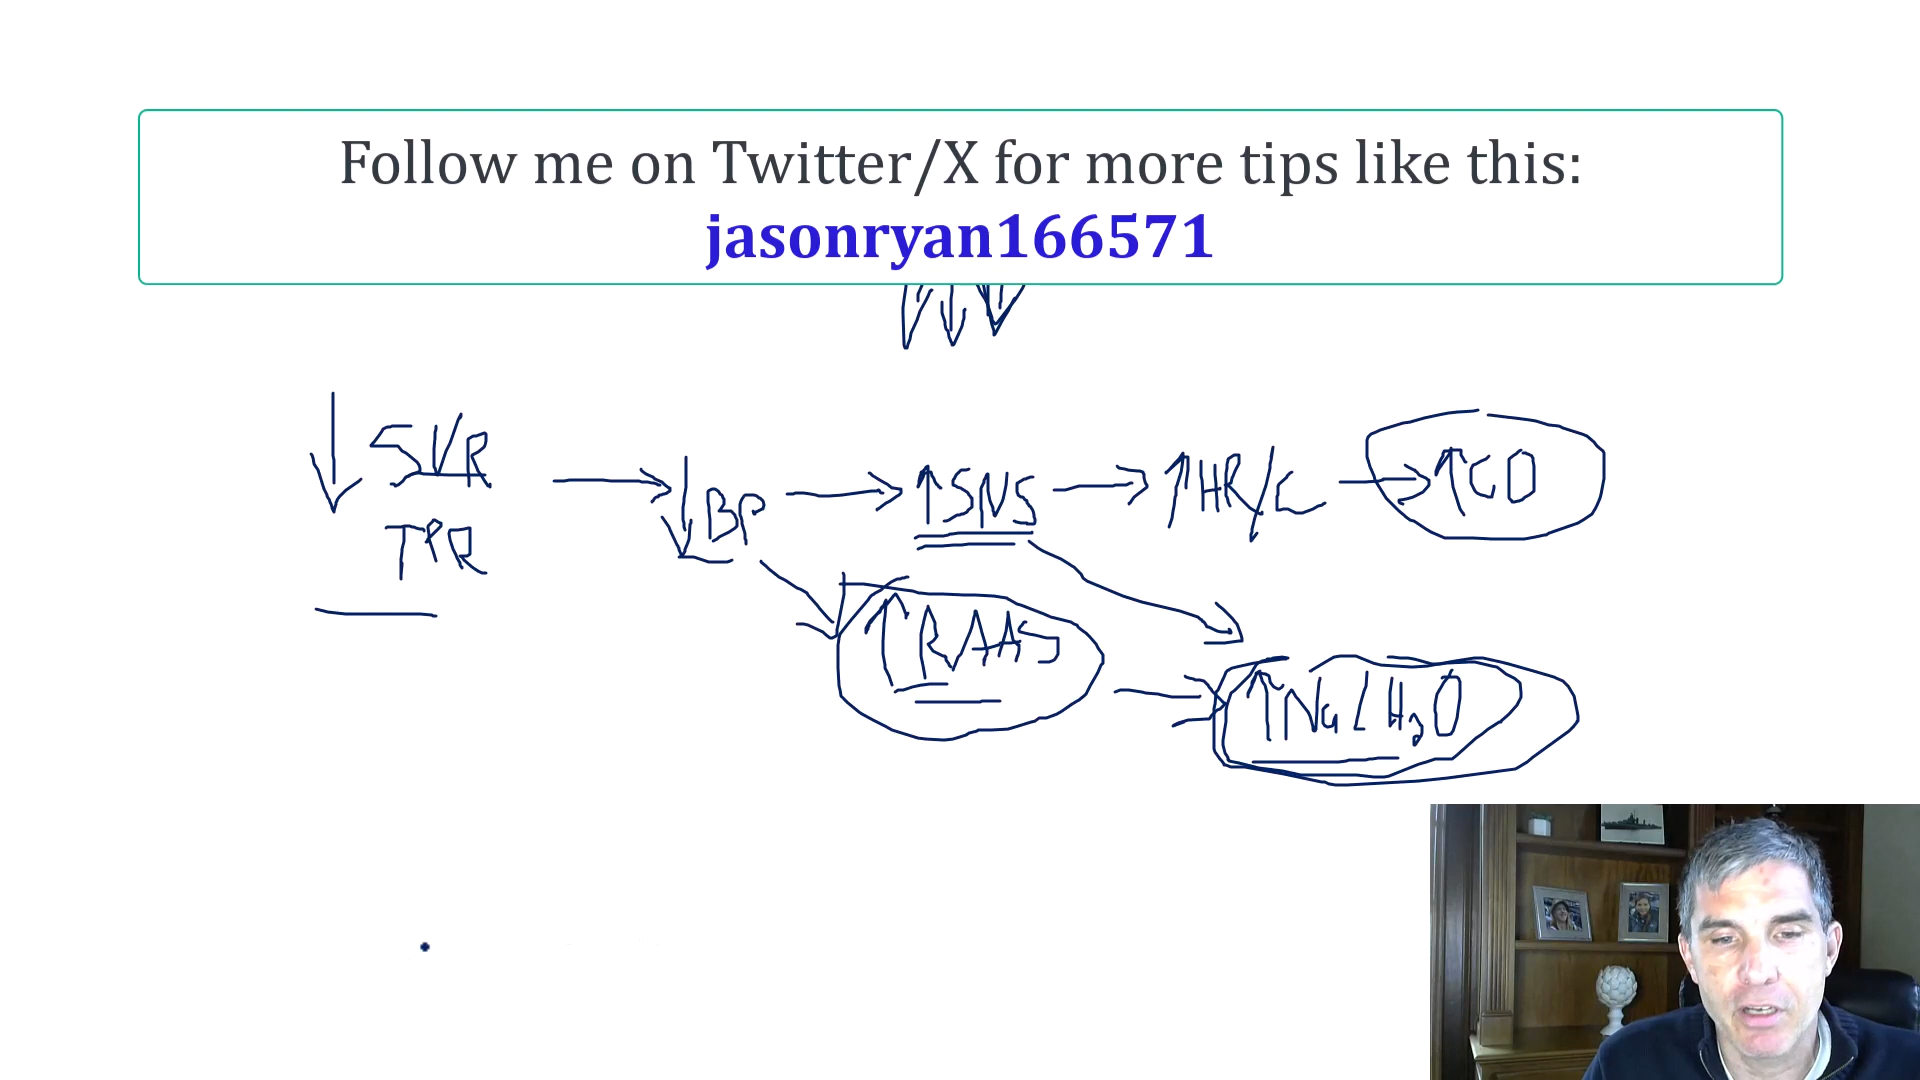 Follow me on Twitter/X for more tips like this:
jasonryan166571
↓ SVR → ↓ BP → ↑ SNS → ↑ HR/C → ↑ CO
TPR
↑ RAAS → ↑ Na / H₂O